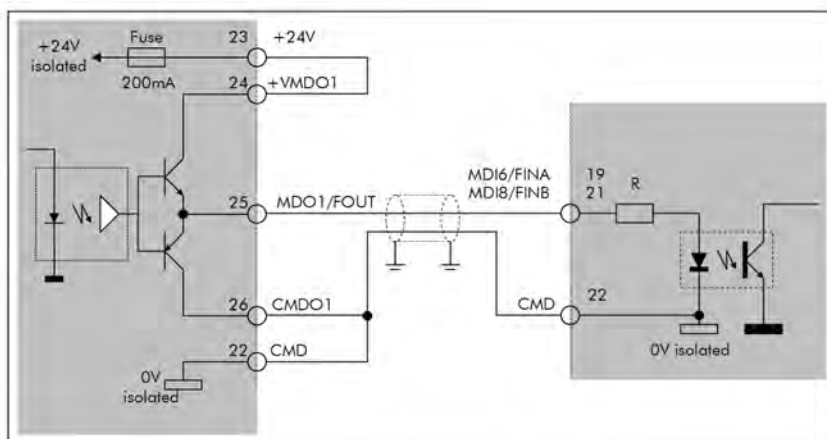 Fuse
23
+24V
+24V
isolated
200mA
24
+VMDO1
25
MDO1/FOUT
MDI6/FINA
MDI8/FINB
19
21
R
26
CMDO1
CMD
22
22
CMD
0V
isolated
0V isolated